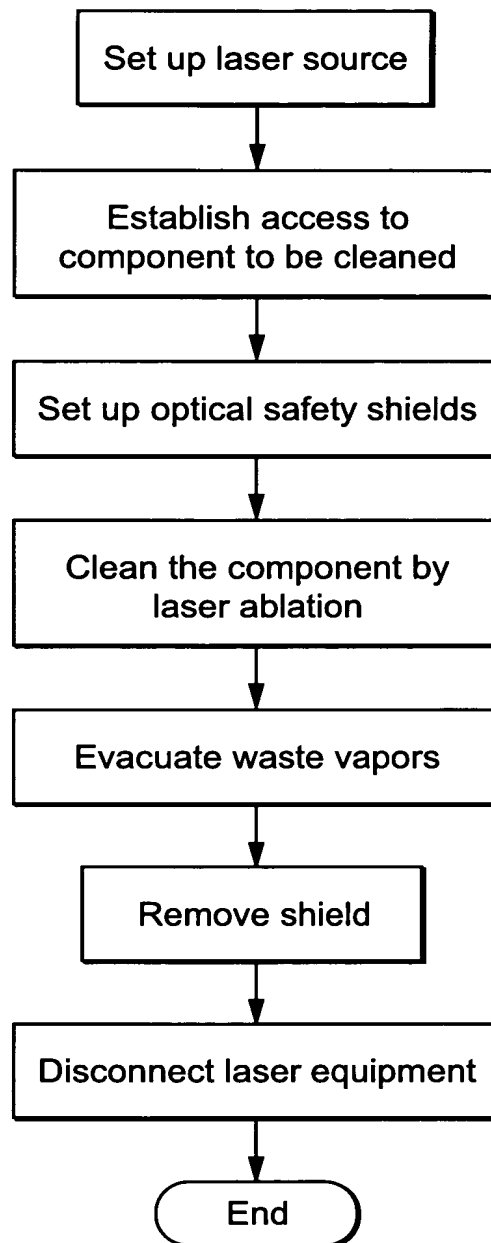 Set up laser source
Establish access to
component to be cleaned
Set up optical safety shields
Clean the component by
laser ablation
Evacuate waste vapors
Remove shield
Disconnect laser equipment
End